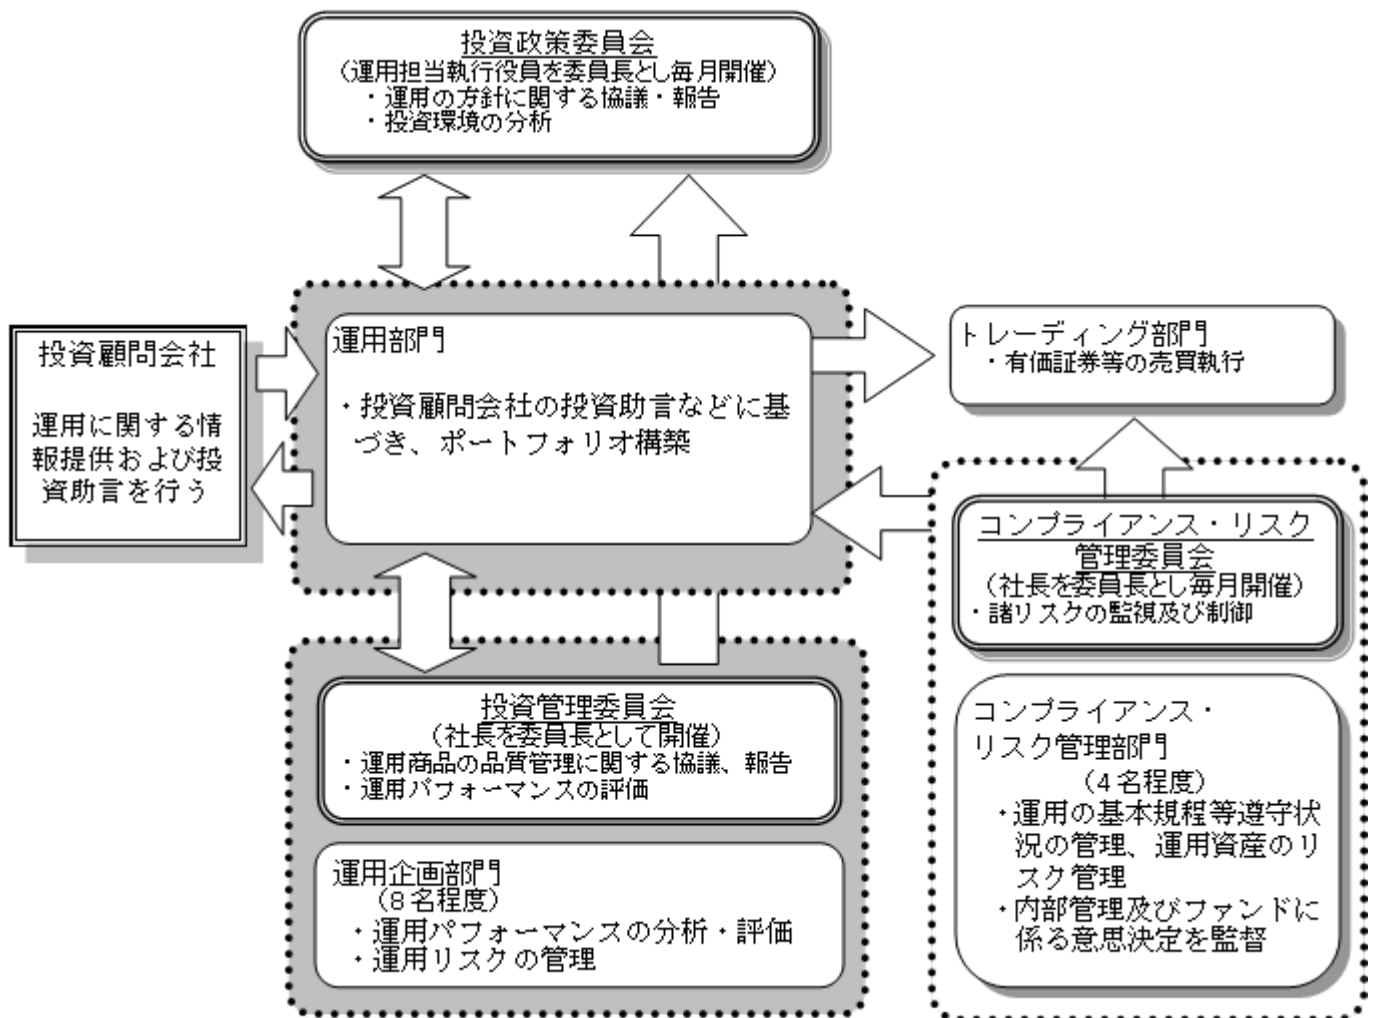 投資政策委員会
(運用担当執行役員を委員長とし毎月開催)
・運用の方針に関する協議・報告
・投資環境の分析
投資顧問会社
運用に関する情
報提供および投
資助言を行う
運用部門
・投資顧問会社の投資助言などに基
づき、ポートフォリオ構築
トレーディング部門
・有価証券等の売買執行
コンプライアンス・リスク
管理委員会
(社長を委員長とし毎月開催)
・諸リスクの監視及び制御
コンプライアンス・
リスク管理部門
(4名程度)
・運用の基本規程等遵守状
況の管理、運用資産のリ
スク管理
・内部管理及びファンドに
係る意思決定を監督
投資管理委員会
(社長を委員長として開催)
・運用商品の品質管理に関する協議、報告
・運用パフォーマンスの評価
運用企画部門
(8名程度)
・運用パフォーマンスの分析・評価
・運用リスクの管理